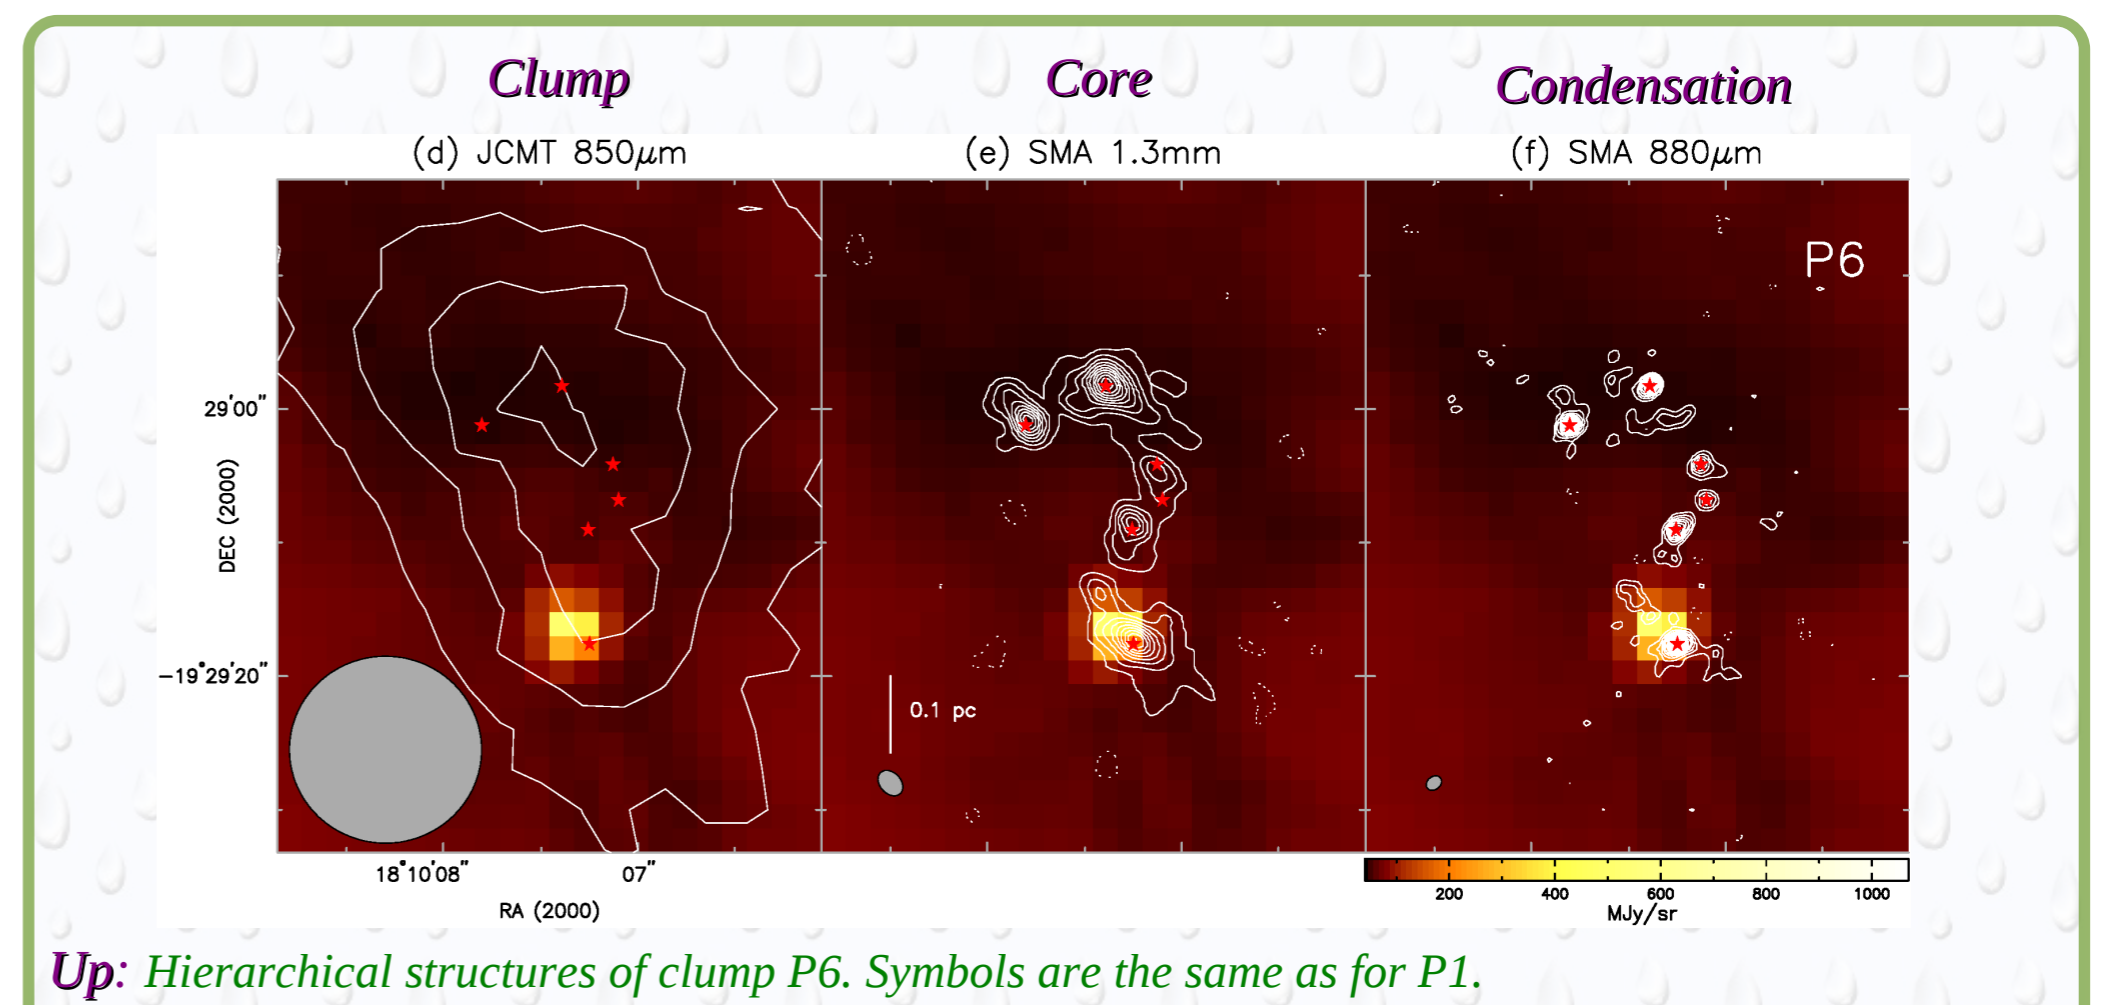 Clump Core Condensation
(d) JCMT 850μm (e) SMA 1.3mm (f) SMA 880μm
P6
29'00"
DEC (2000)
0.1 pc
−19°29'20"
18°10'08" 07"
RA (2000)
200 400 600 800 1000
MJy/sr
Up: Hierarchical structures of clump P6. Symbols are the same as for P1.